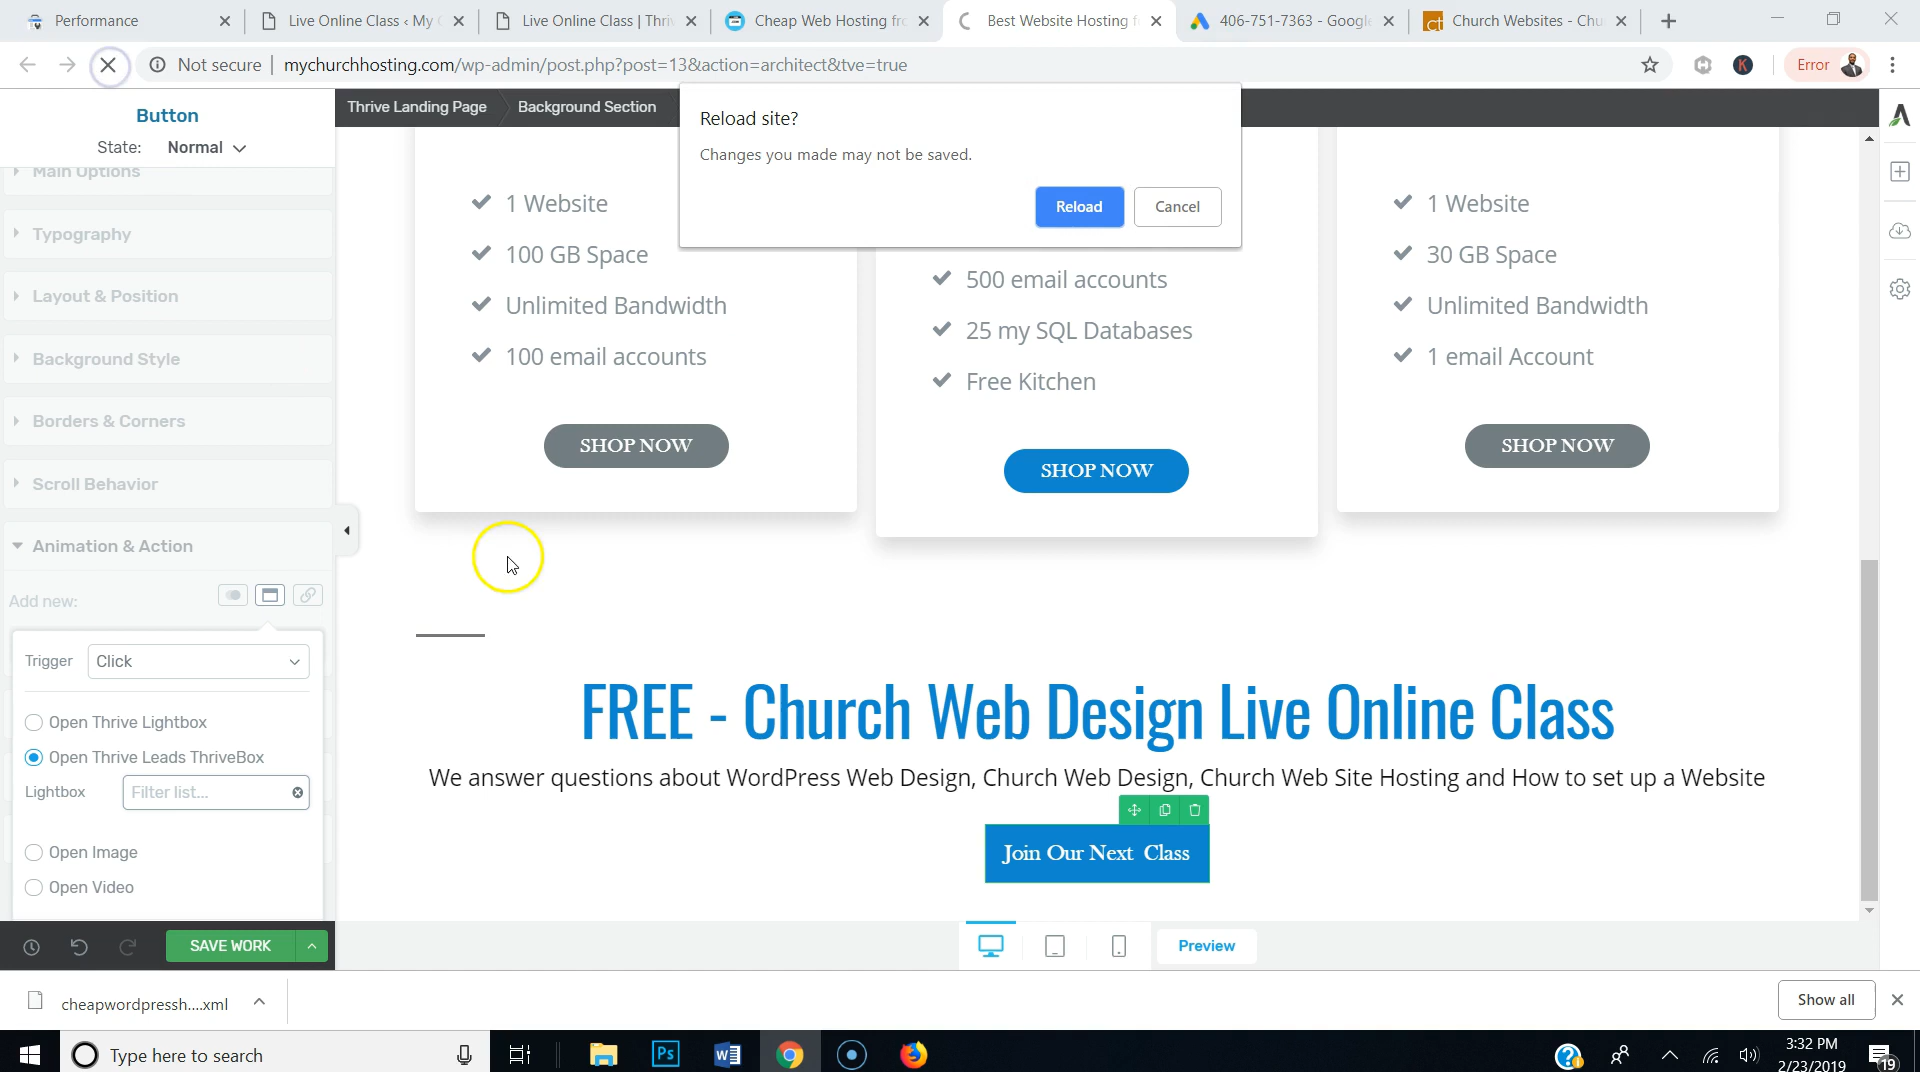 Performance
Live Online Class ‹ My C
Live Online Class | Thri
Cheap Web Hosting fro
Best Website Hosting f
406-751-7363 - Google
Church Websites - Chu
Not secure
mychurchhosting.com/wp-admin/post.php?post=13&action=architect&tve=true
Error
Button
State: Normal
Main Options
Typography
Layout & Position
Background Style
Borders & Corners
Scroll Behavior
Animation & Action
Add new:
Trigger Click
Open Thrive Lightbox
Open Thrive Leads ThriveBox
Lightbox Filter list...
Open Image
Open Video
SAVE WORK
Thrive Landing Page
Background Section
Reload site?
Changes you made may not be saved.
Reload Cancel
1 Website
100 GB Space
Unlimited Bandwidth
100 email accounts
SHOP NOW
500 email accounts
25 my SQL Databases
Free Kitchen
SHOP NOW
1 Website
30 GB Space
Unlimited Bandwidth
1 email Account
SHOP NOW
FREE - Church Web Design Live Online Class
We answer questions about WordPress Web Design, Church Web Design, Church Web Site Hosting and How to set up a Website
Join Our Next Class
Preview
cheapwordpressh....xml
Show all
Type here to search
Ps
3:32 PM
2/23/2019
19